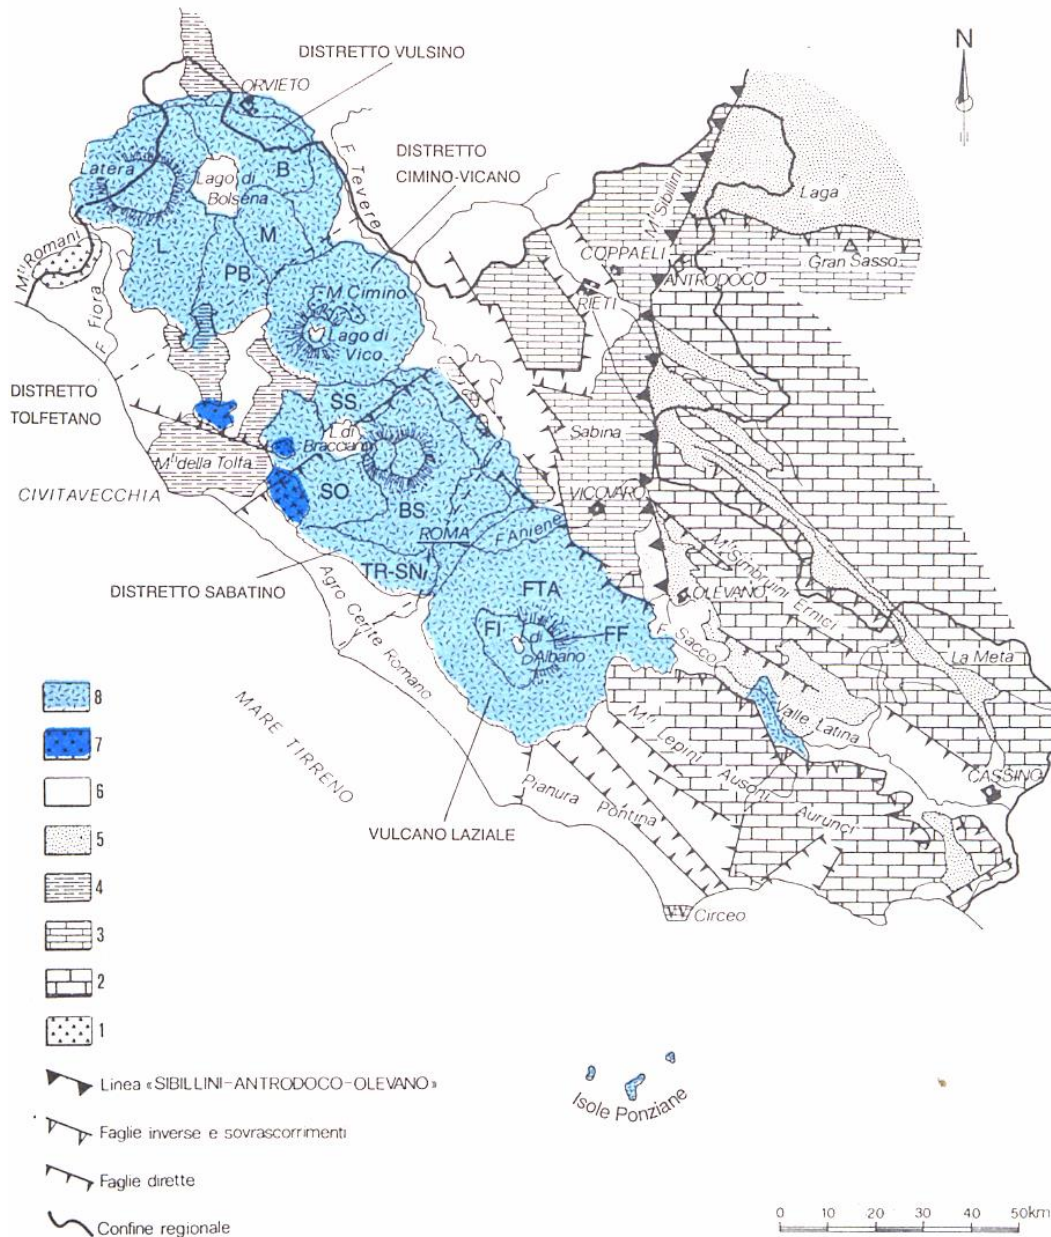 DISTRETTO VULSINO
N
ORVIETO
F. Tevere
DISTRETTO
CIMINO-VICANO
Latera
Lago di
Bolsena
B
M
L
PB
M.ti Romani
F. Fiora
M. Cimino
Lago di
Vico
M.ti Sibillini
Laga
Gran Sasso
COPPAELI
ANTRODOCO
RIETI
DISTRETTO
TOLFETANO
SS
L. di
Bracciano
M.ti della Tolfa
CIVITAVECCHIA
SO
BS
Sabina
VICOVARO
ROMA
F. Aniene
TR-SN
DISTRETTO SABATINO
Agro Cerite Romano
FTA
FI
FF
L. di
Albano
M.ti Simbruini Ernici
OLEVANO
F. Sacco
La Meta
Valle Latina
CASSINO
MARE TIRRENO
M.ti Lepini
Ausoni
Aurunci
Pianura Pontina
VULCANO LAZIALE
Circeo
8
7
6
5
4
3
2
1
Linea «SIBILLINI-ANTRODOCO-OLEVANO»
Faglie inverse e sovrascorrimenti
Faglie dirette
Confine regionale
Isole Ponziane
0 10 20 30 40 50km